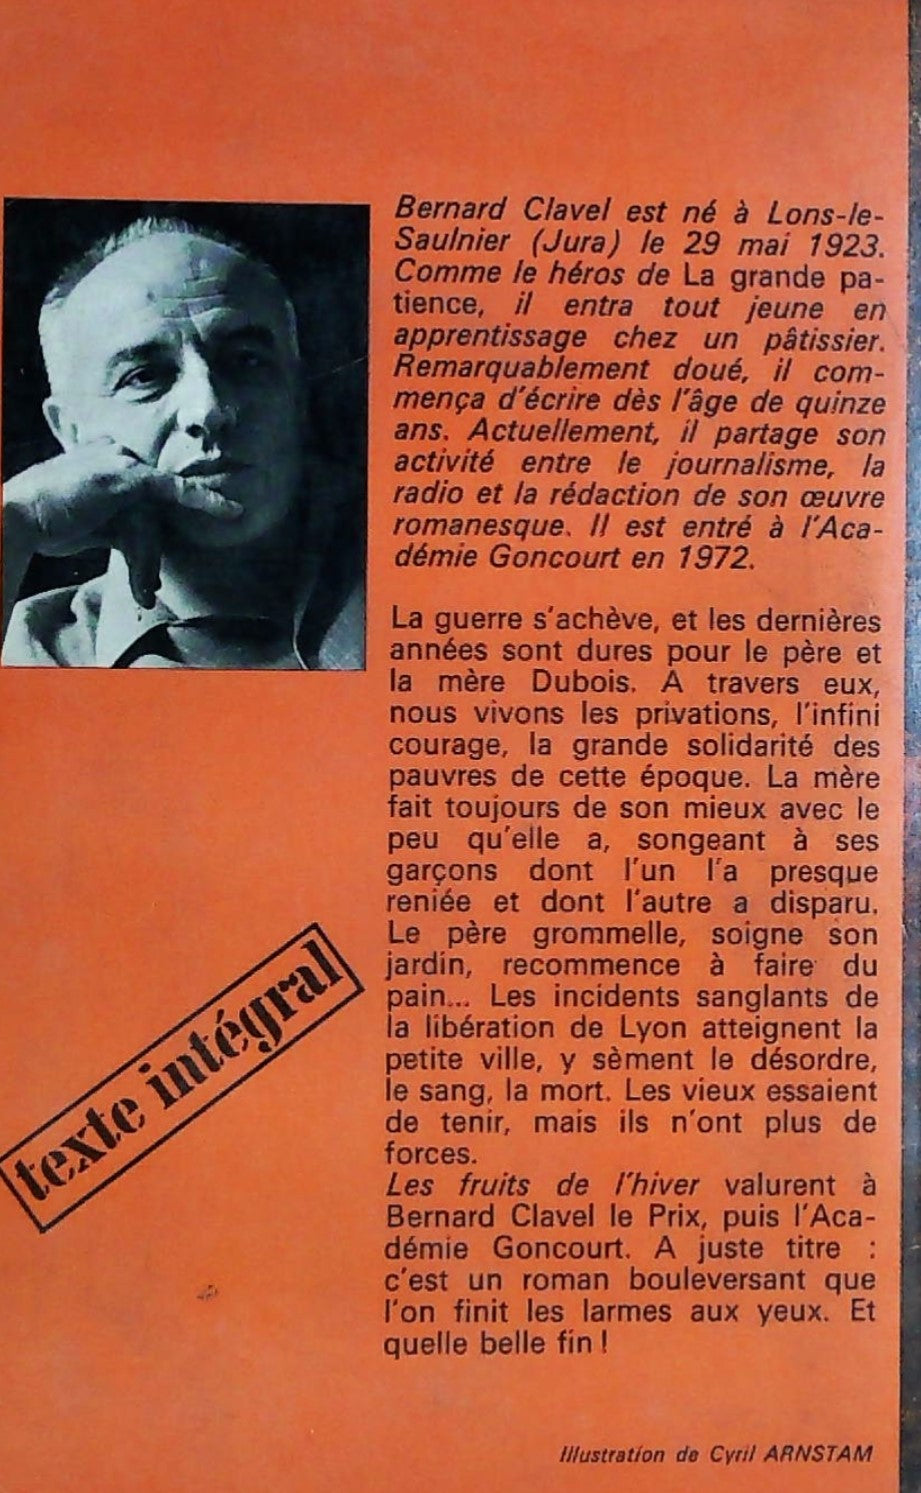 Bernard Clavel est né à Lons-le-
Saulnier (Jura) le 29 mai 1923.
Comme le héros de La grande pa-
tience, il entra tout jeune en
apprentissage chez un pâtissier.
Remarquablement doué, il com-
mença d'écrire dès l'âge de quinze
ans. Actuellement, il partage son
activité entre le journalisme, la
radio et la rédaction de son œuvre
romanesque. Il est entré à l'Aca-
démie Goncourt en 1972.
La guerre s'achève, et les dernières
années sont dures pour le père et
la mère Dubois. A travers eux,
nous vivons les privations, l'infini
courage, la grande solidarité des
pauvres de cette époque. La mère
fait toujours de son mieux avec le
peu qu'elle a, songeant à ses
garçons dont l'un l'a presque
reniée et dont l'autre a disparu.
Le père grommelle, soigne son
jardin, recommence à faire du
pain... Les incidents sanglants de
la libération de Lyon atteignent la
petite ville, y sèment le désordre,
le sang, la mort. Les vieux essaient
de tenir, mais ils n'ont plus de
forces.
Les fruits de l'hiver valurent à
Bernard Clavel le Prix, puis l'Aca-
démie Goncourt. A juste titre :
c'est un roman bouleversant que
l'on finit les larmes aux yeux. Et
quelle belle fin !
texte intégral
Illustration de Cyril ARNSTAM